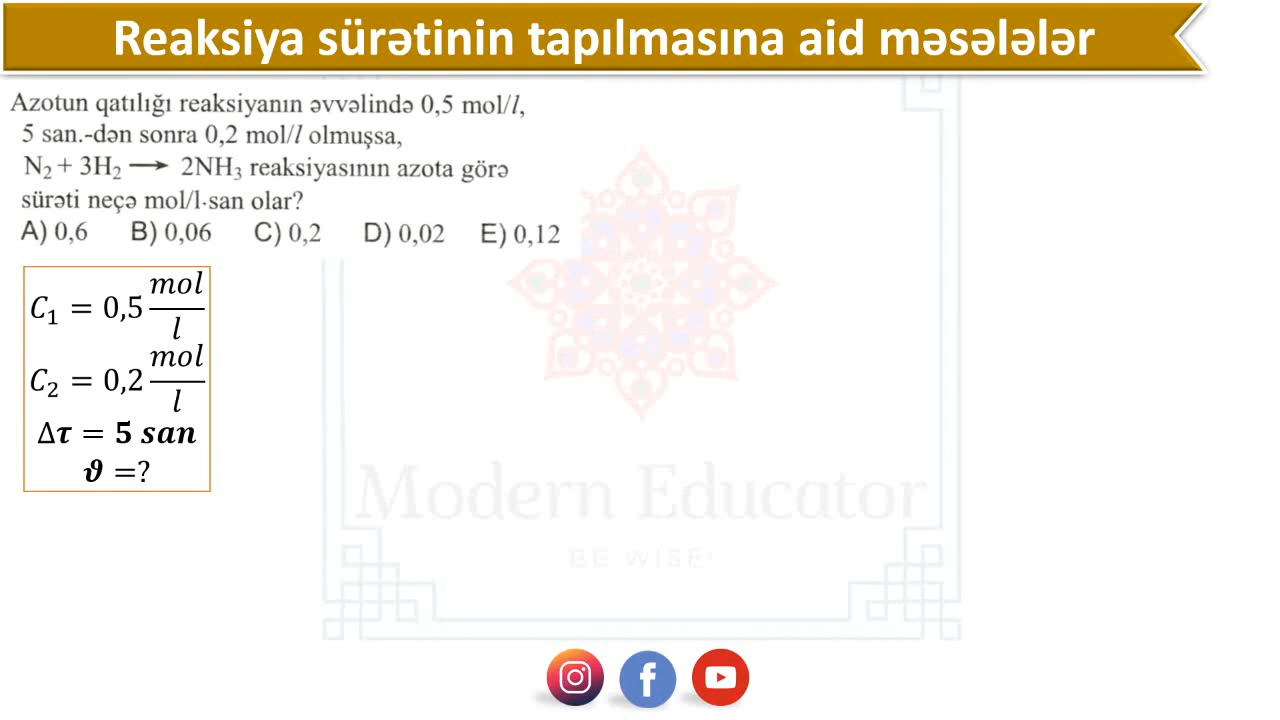 Reaksiya sürətinin tapılmasına aid məsələlər
Azotun qatılığı reaksiyanın əvvəlində 0,5 mol/l,
5 san.-dən sonra 0,2 mol/l olmuşsa,
N₂ + 3H₂ ⟶ 2NH₃ reaksiyasının azota görə
sürəti neçə mol/l·san olar?
A) 0,6 B) 0,06 C) 0,2 D) 0,02 E) 0,12
C₁ = 0,5 mol/l
C₂ = 0,2 mol/l
Δτ = 5 san
ϑ =?
Modern Educator
BE WISE!